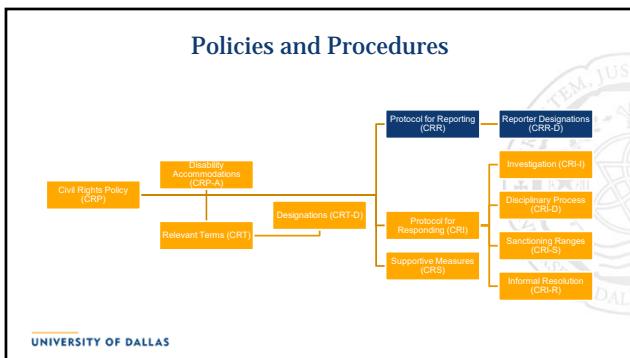 Policies and Procedures
Protocol for Reporting
(CRR)
Reporter Designations
(CRR-D)
Disability
Accommodations
(CRP-A)
Investigation (CRI-I)
Civil Rights Policy
(CRP)
Designations (CRT-D)
Disciplinary Process
(CRI-D)
Relevant Terms (CRT)
Protocol for
Responding (CRI)
Sanctioning Ranges
(CRI-S)
Supportive Measures
(CRS)
Informal Resolution
(CRI-R)
UNIVERSITY OF DALLAS